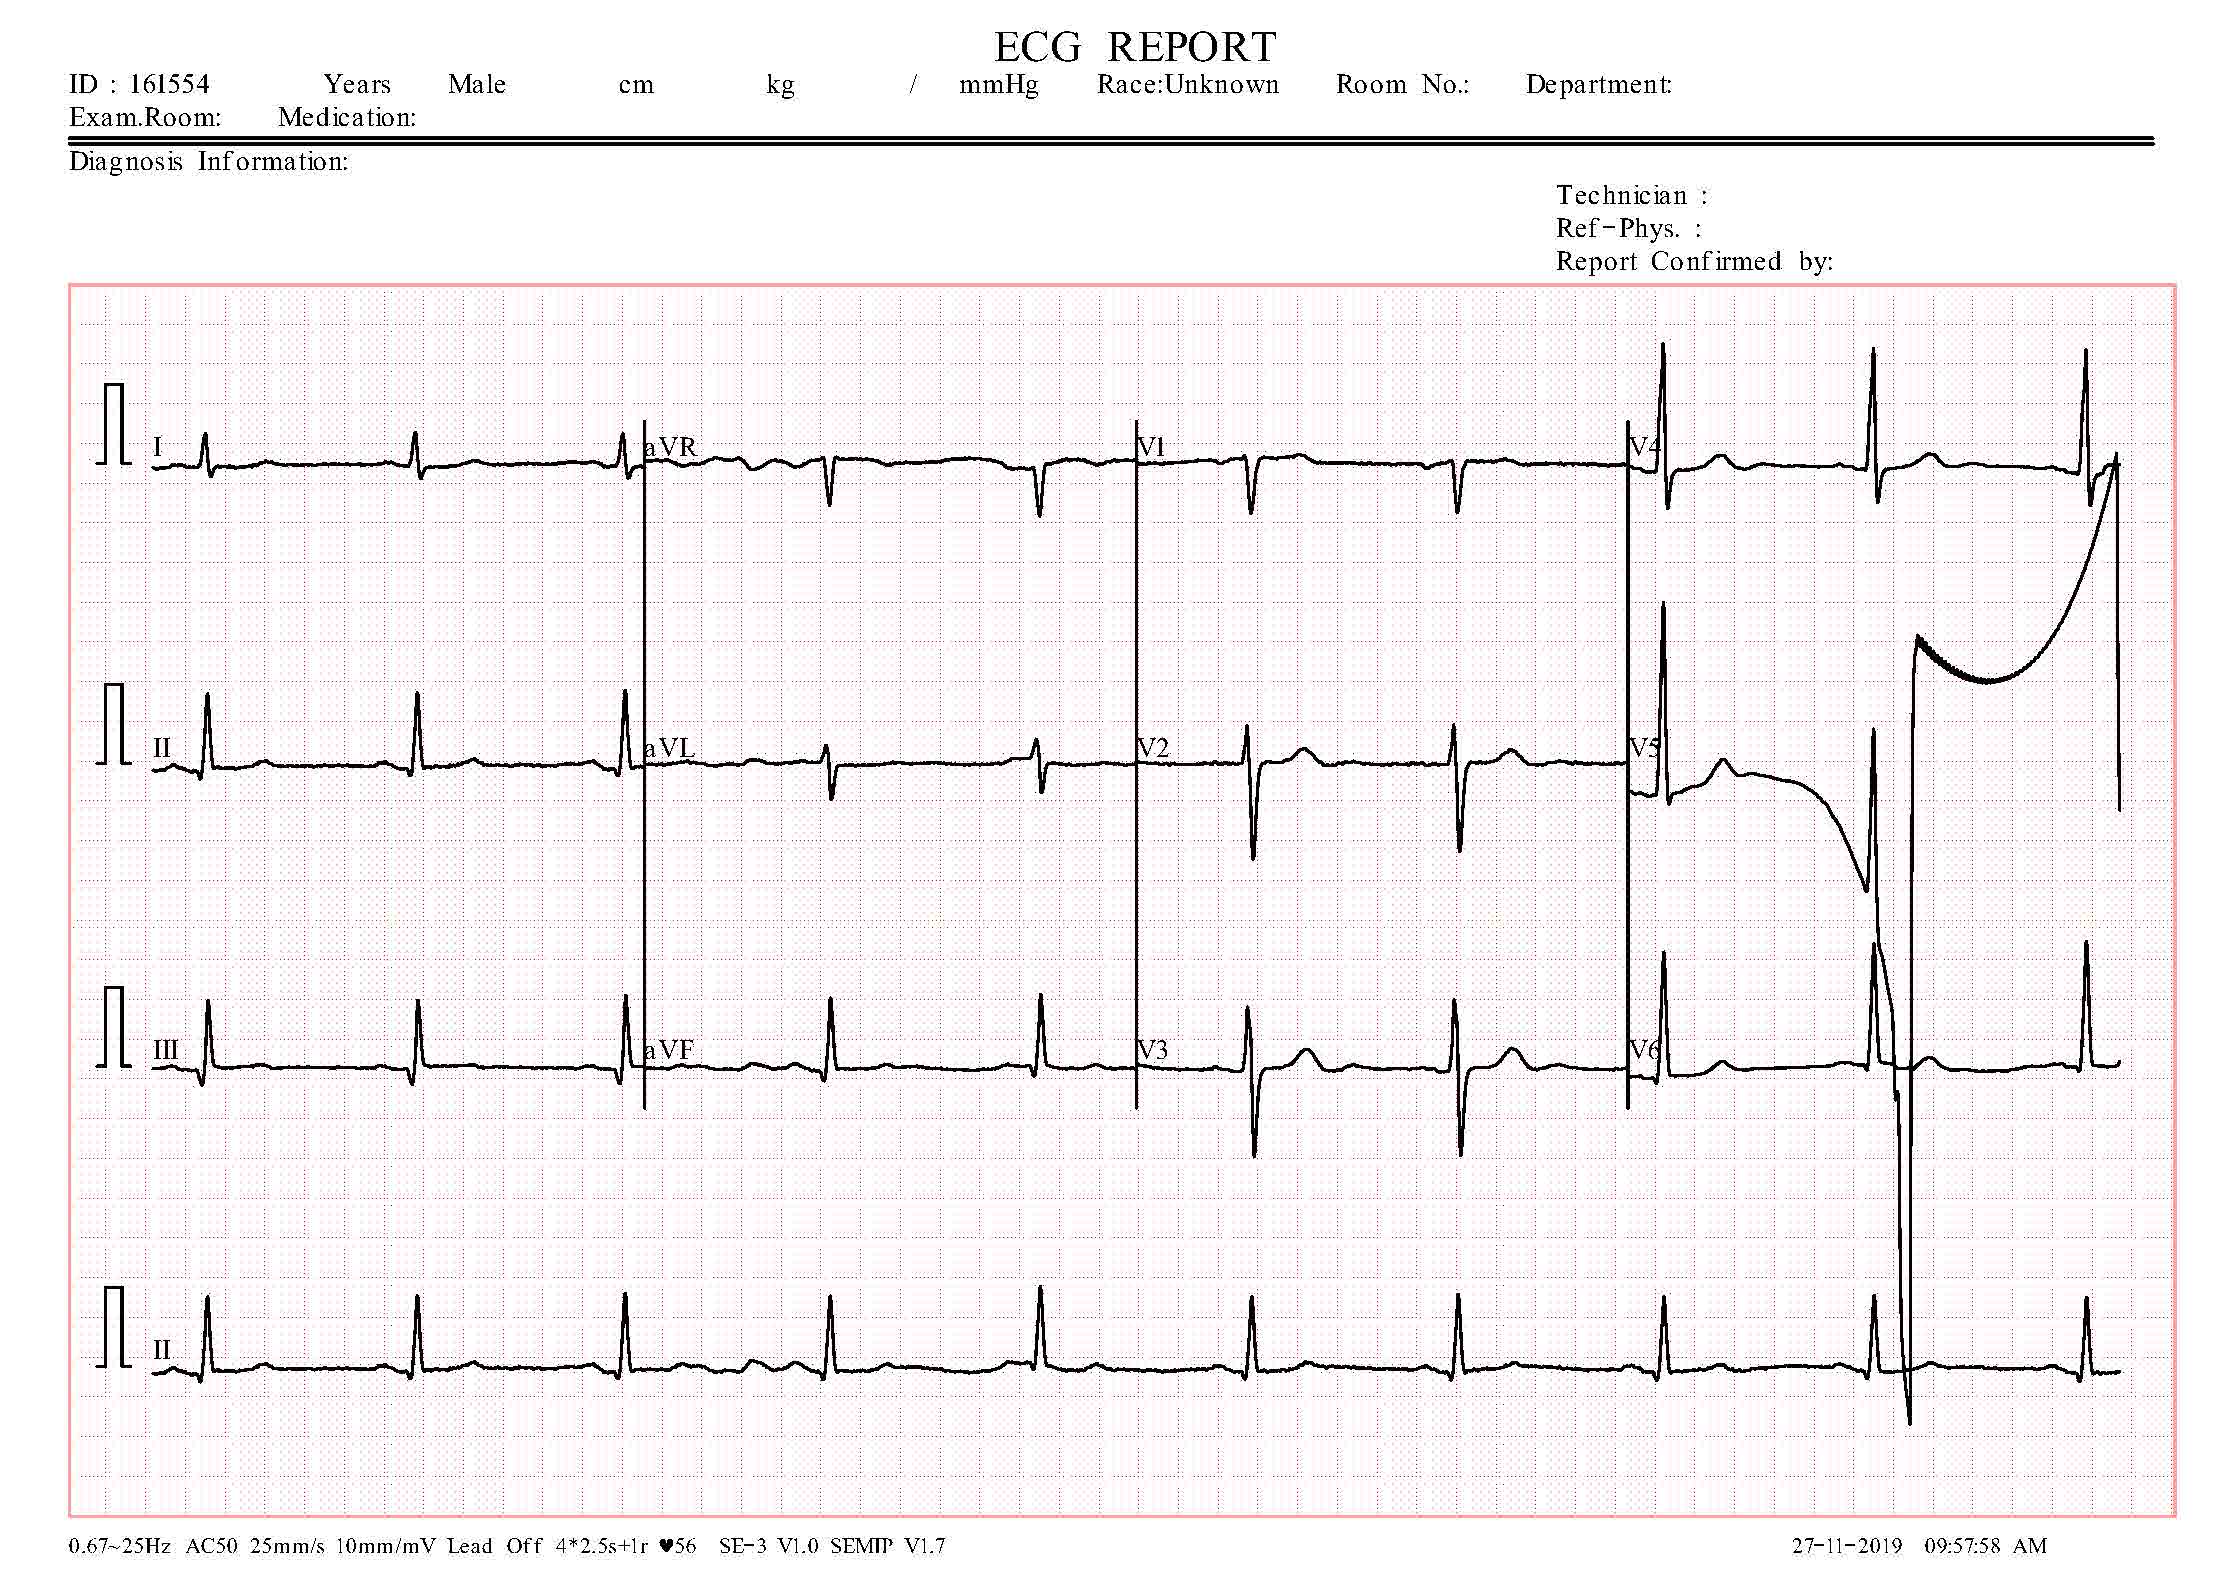 ECG REPORT
ID : 161554 Years Male cm kg / mmHg Race:Unknown Room No.: Department:
Exam.Room: Medication:
Diagnosis Information:
Technician :
Ref-Phys. :
Report Confirmed by:
I aVR V1 V4
II aVL V2 V5
III aVF V3 V6
II
0.67~25Hz AC50 25mm/s 10mm/mV Lead Off 4*2.5s+1r ♥56 SE-3 V1.0 SEMIP V1.7 27-11-2019 09:57:58 AM